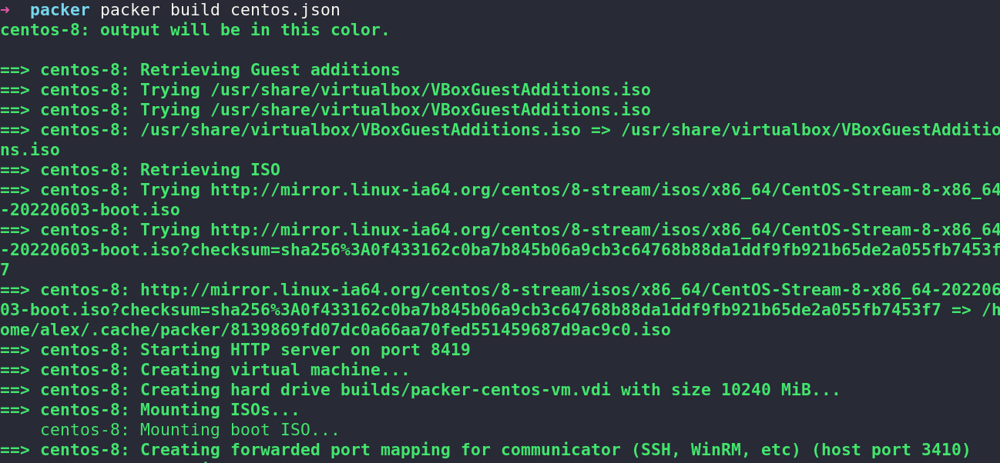 →  packer packer build centos.json
centos-8: output will be in this color.

==> centos-8: Retrieving Guest additions
==> centos-8: Trying /usr/share/virtualbox/VBoxGuestAdditions.iso
==> centos-8: Trying /usr/share/virtualbox/VBoxGuestAdditions.iso
==> centos-8: /usr/share/virtualbox/VBoxGuestAdditions.iso => /usr/share/virtualbox/VBoxGuestAdditio
ns.iso
==> centos-8: Retrieving ISO
==> centos-8: Trying http://mirror.linux-ia64.org/centos/8-stream/isos/x86_64/CentOS-Stream-8-x86_64
-20220603-boot.iso
==> centos-8: Trying http://mirror.linux-ia64.org/centos/8-stream/isos/x86_64/CentOS-Stream-8-x86_64
-20220603-boot.iso?checksum=sha256%3A0f433162c0ba7b845b06a9cb3c64768b88da1ddf9fb921b65de2a055fb7453f
7
==> centos-8: http://mirror.linux-ia64.org/centos/8-stream/isos/x86_64/CentOS-Stream-8-x86_64-202206
03-boot.iso?checksum=sha256%3A0f433162c0ba7b845b06a9cb3c64768b88da1ddf9fb921b65de2a055fb7453f7 => /h
ome/alex/.cache/packer/8139869fd07dc0a66aa70fed551459687d9ac9c0.iso
==> centos-8: Starting HTTP server on port 8419
==> centos-8: Creating virtual machine...
==> centos-8: Creating hard drive builds/packer-centos-vm.vdi with size 10240 MiB...
==> centos-8: Mounting ISOs...
    centos-8: Mounting boot ISO...
==> centos-8: Creating forwarded port mapping for communicator (SSH, WinRM, etc) (host port 3410)